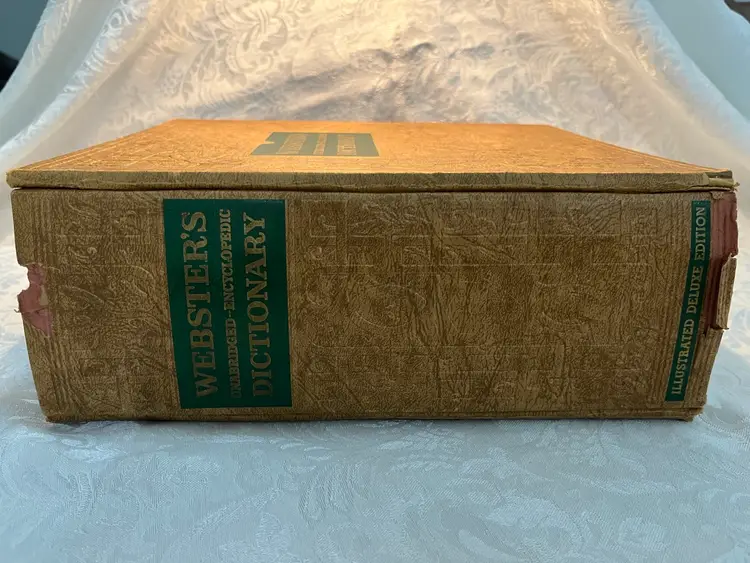 WEBSTER'S
UNABRIDGED-ENCYCLOPEDIC
DICTIONARY
ILLUSTRATED DELUXE EDITION